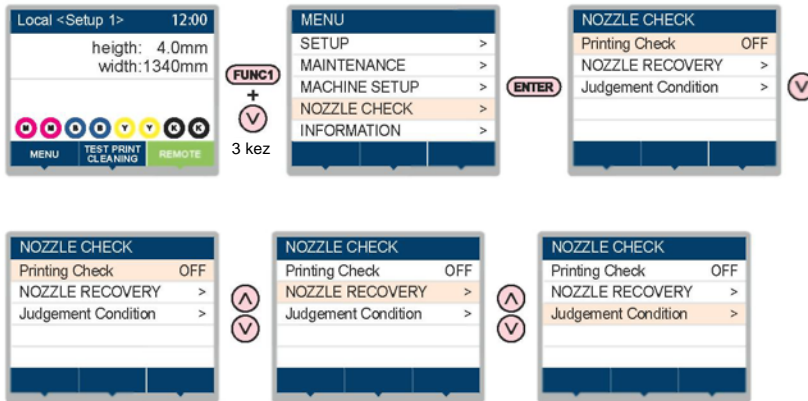 Local <Setup 1> 12:00
heigth: 4.0mm
width:1340mm
M M B B Y Y K K
MENU TEST PRINT CLEANING REMOTE
FUNC1
+
3 kez
MENU
SETUP >
MAINTENANCE >
MACHINE SETUP >
NOZZLE CHECK >
INFORMATION >
ENTER
NOZZLE CHECK
Printing Check OFF
NOZZLE RECOVERY >
Judgement Condition >
NOZZLE CHECK
Printing Check OFF
NOZZLE RECOVERY >
Judgement Condition >
NOZZLE CHECK
Printing Check OFF
NOZZLE RECOVERY >
Judgement Condition >
NOZZLE CHECK
Printing Check OFF
NOZZLE RECOVERY >
Judgement Condition >